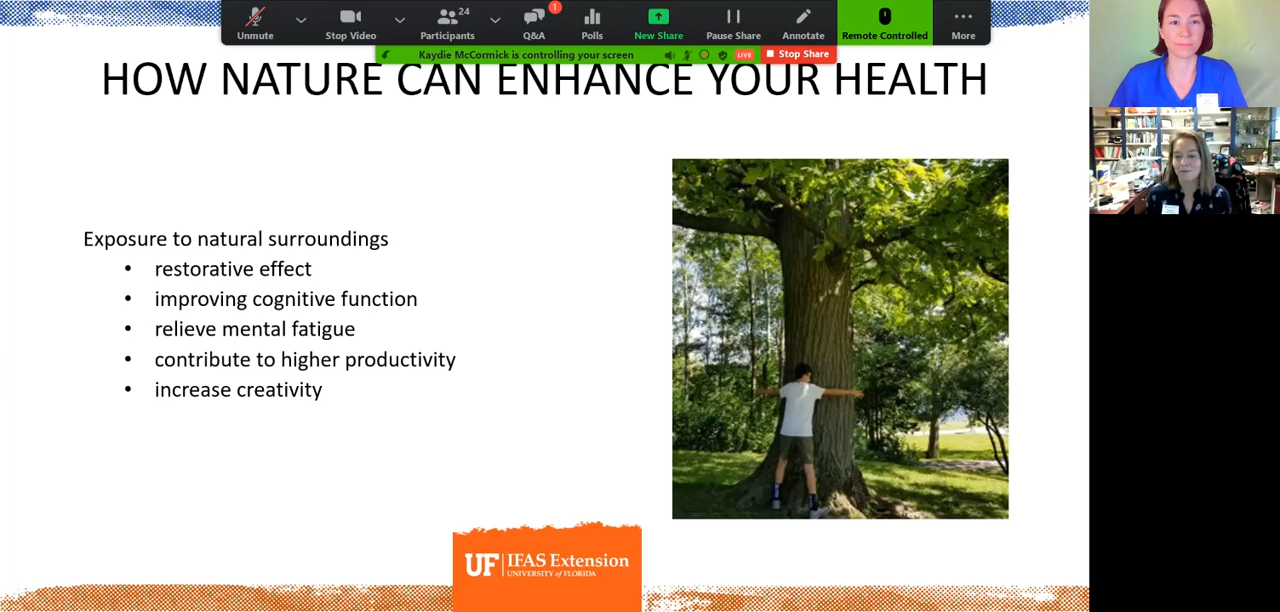 24
1
Unmute
Stop Video
Participants
Q&A
Polls
New Share
Pause Share
Annotate
Remote Controlled
More
Kaydie McCormick is controlling your screen
LIVE
Stop Share
HOW NATURE CAN ENHANCE YOUR HEALTH
Exposure to natural surroundings
• restorative effect
• improving cognitive function
• relieve mental fatigue
• contribute to higher productivity
• increase creativity
UF IFAS Extension
UNIVERSITY of FLORIDA